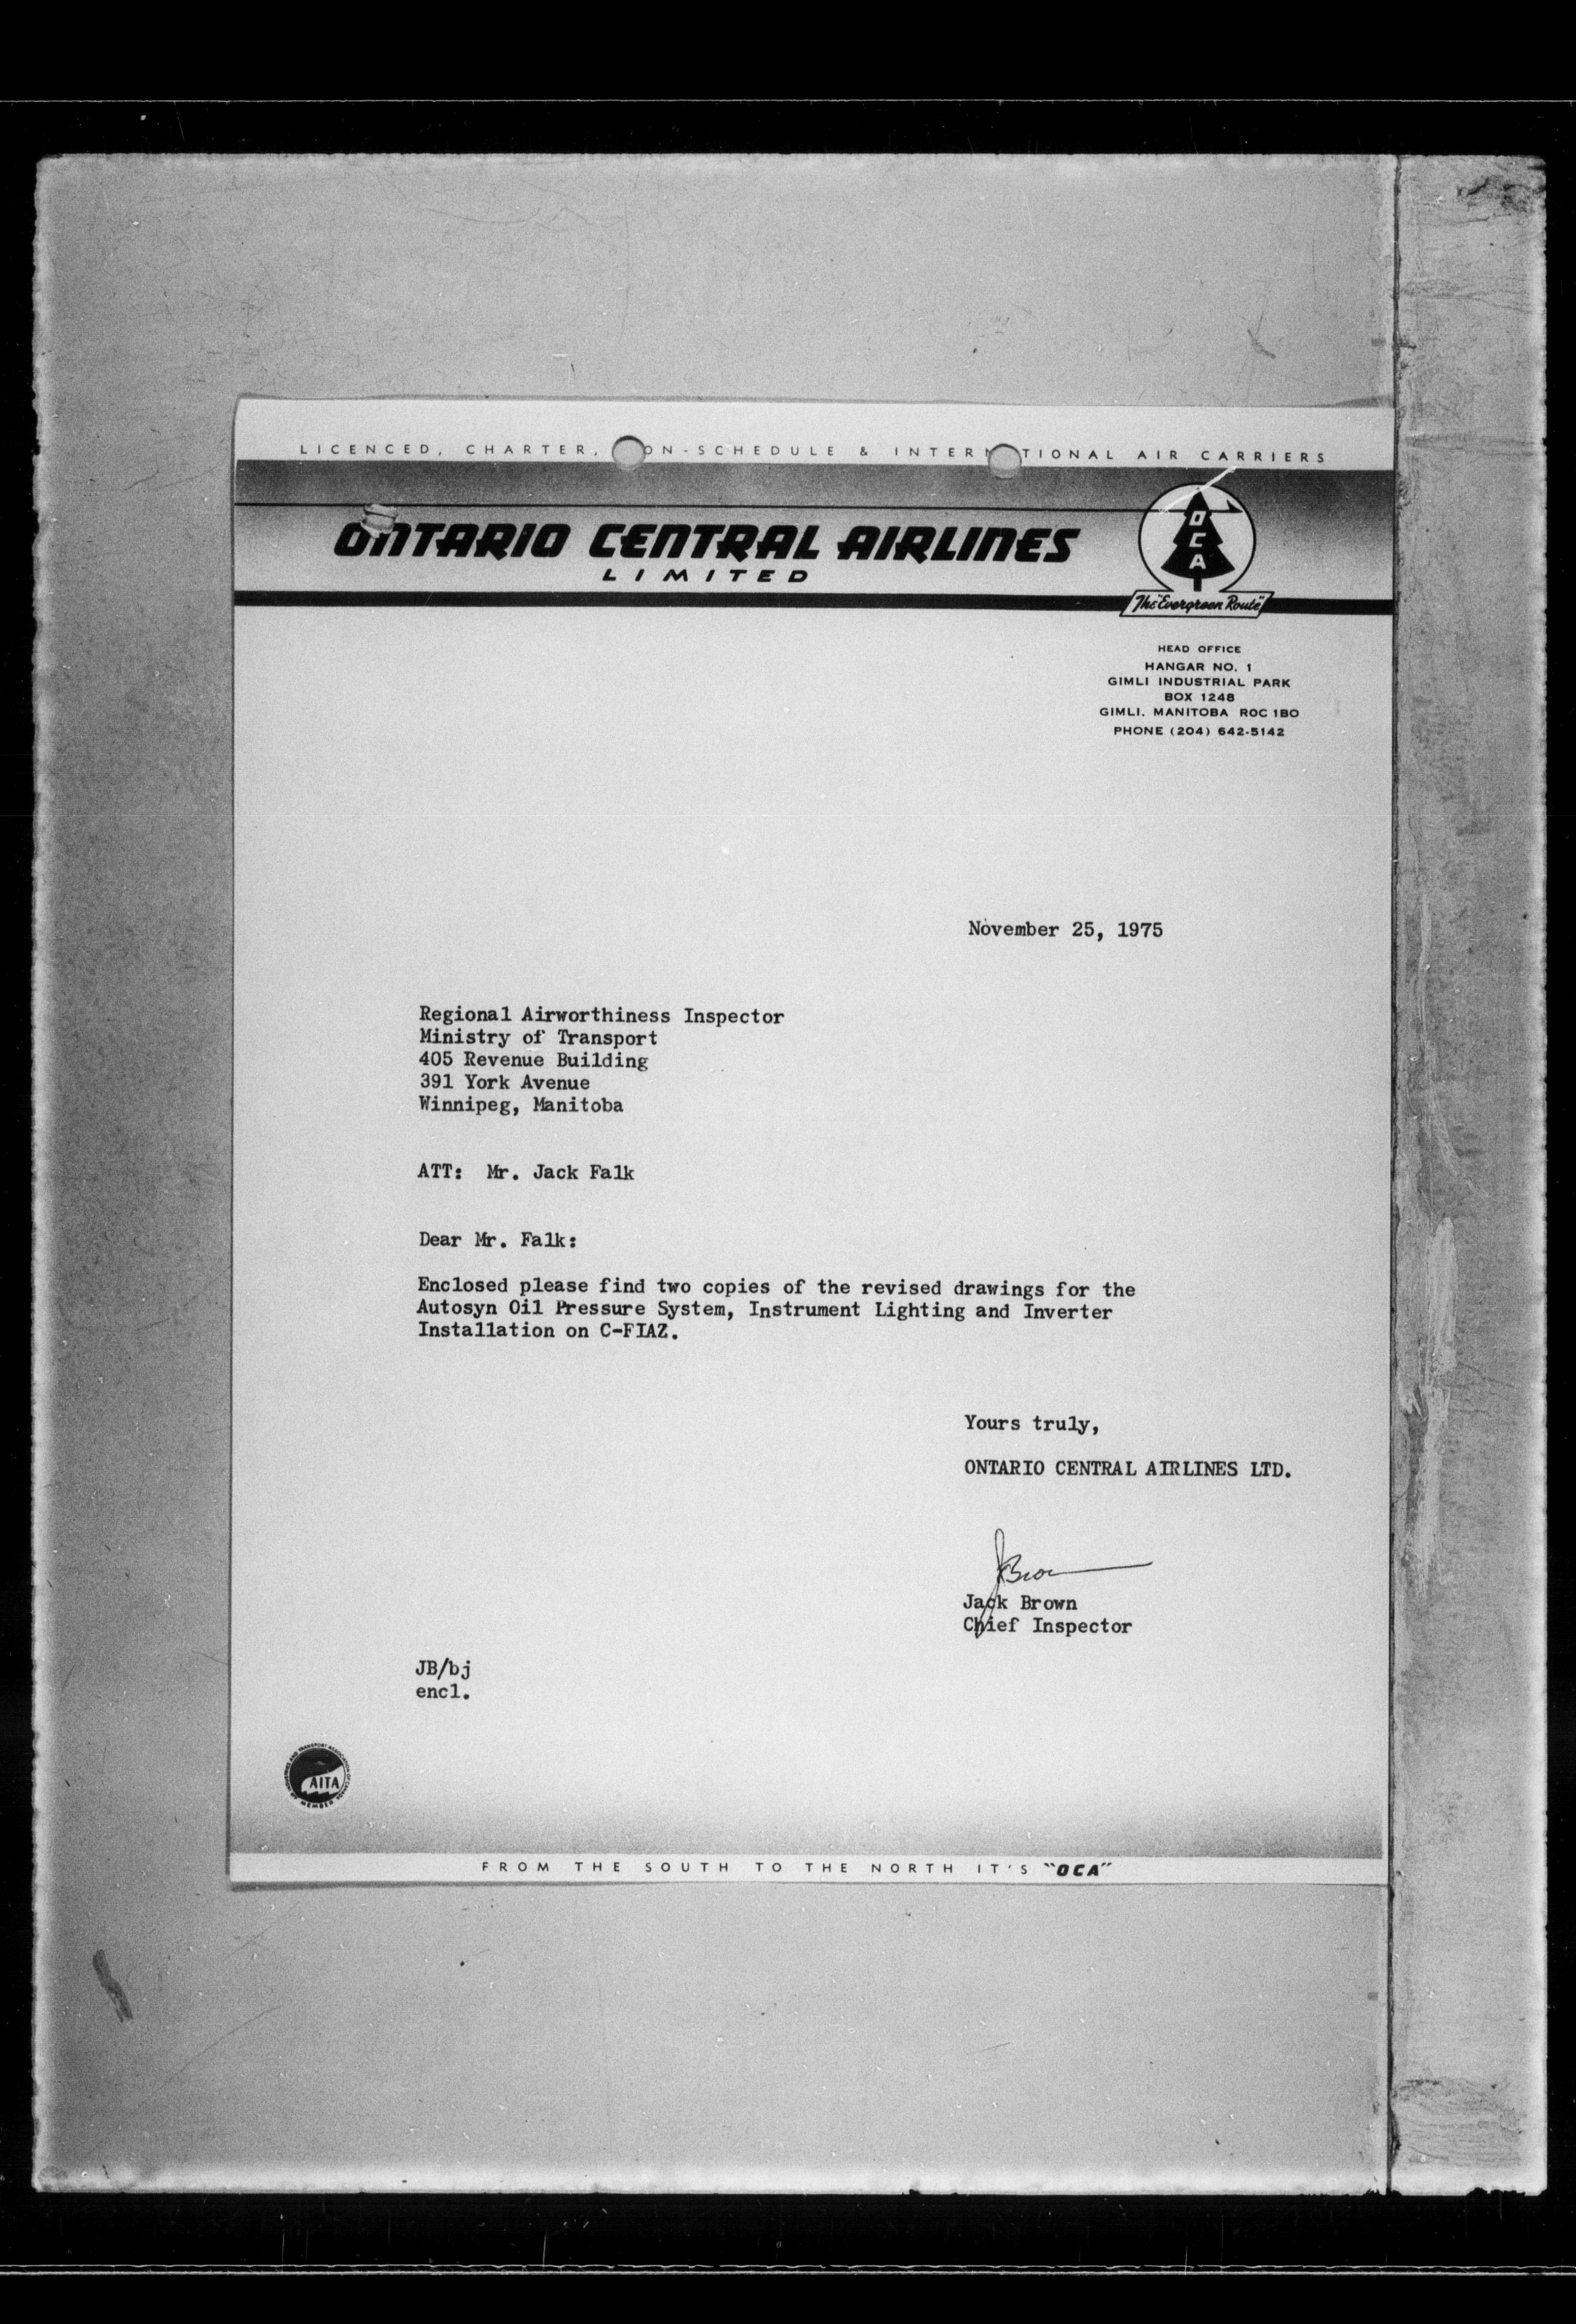 LICENCED, CHARTER, NON-SCHEDULE & INTERNATIONAL AIR CARRIERS
ONTARIO CENTRAL AIRLINES
LIMITED
OCA
The "Evergreen Route"
HEAD OFFICE
HANGAR NO. 1
GIMLI INDUSTRIAL PARK
BOX 1248
GIMLI, MANITOBA ROC 1BO
PHONE (204) 642-5142
November 25, 1975
Regional Airworthiness Inspector
Ministry of Transport
405 Revenue Building
391 York Avenue
Winnipeg, Manitoba
ATT: Mr. Jack Falk
Dear Mr. Falk:
Enclosed please find two copies of the revised drawings for the
Autosyn Oil Pressure System, Instrument Lighting and Inverter
Installation on C-FIAZ.
Yours truly,
ONTARIO CENTRAL AIRLINES LTD.
JBrown
Jack Brown
Chief Inspector
JB/bj
encl.
AITA
MEMBER
FROM THE SOUTH TO THE NORTH IT'S "OCA"